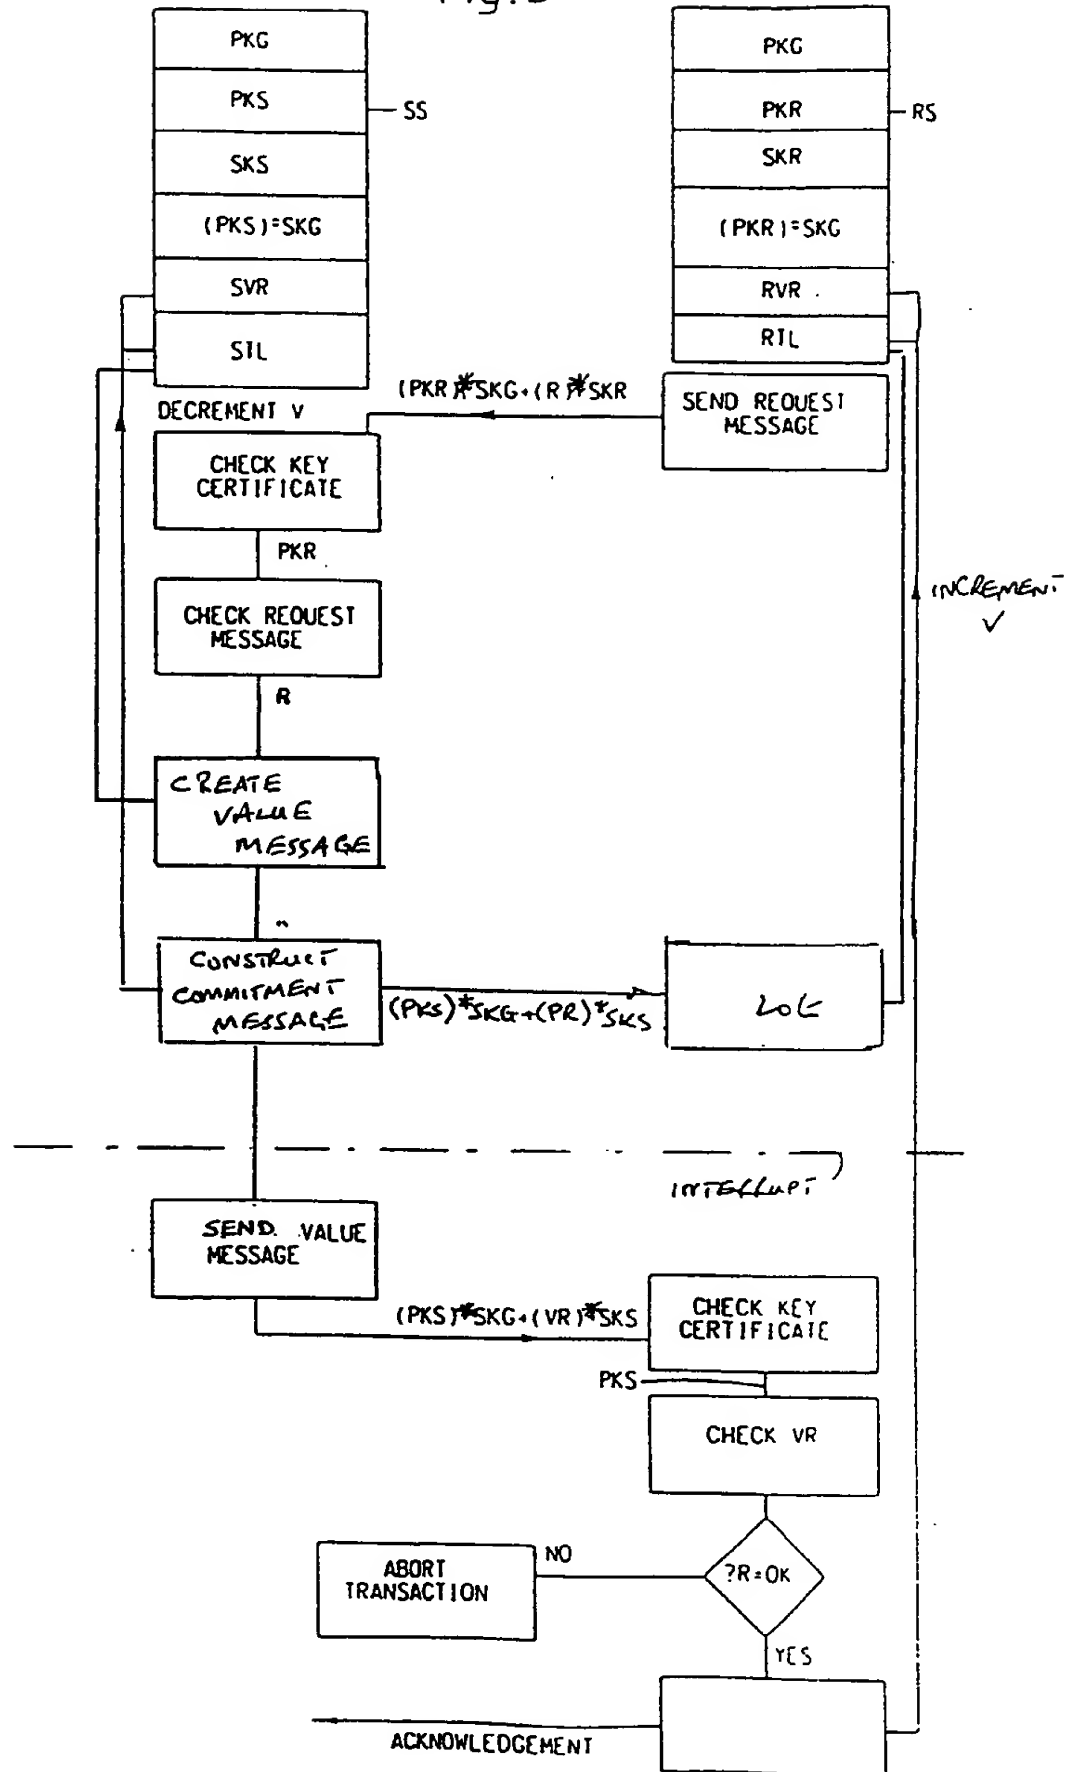 PKG
PKS
SS
SKS
(PKS)=SKG
SVR
STL
PKG
PKR
RS
SKR
(PKR)=SKG
RVR
RTL
DECREMENT V
(PKR)*SKG+(R)*SKR
SEND REQUEST
MESSAGE
CHECK KEY
CERTIFICATE
PKR
CHECK REQUEST
MESSAGE
R
INCREMENT
V
CREATE
VALUE
MESSAGE
CONSTRUCT
COMMITMENT
MESSAGE
(PKS)*SKG+(PR)*SKS
INTERRUPT
SEND VALUE
MESSAGE
(PKS)*SKG+(VR)*SKS
CHECK KEY
CERTIFICATE
PKS
CHECK VR
?R=OK
NO
ABORT
TRANSACTION
YES
ACKNOWLEDGEMENT